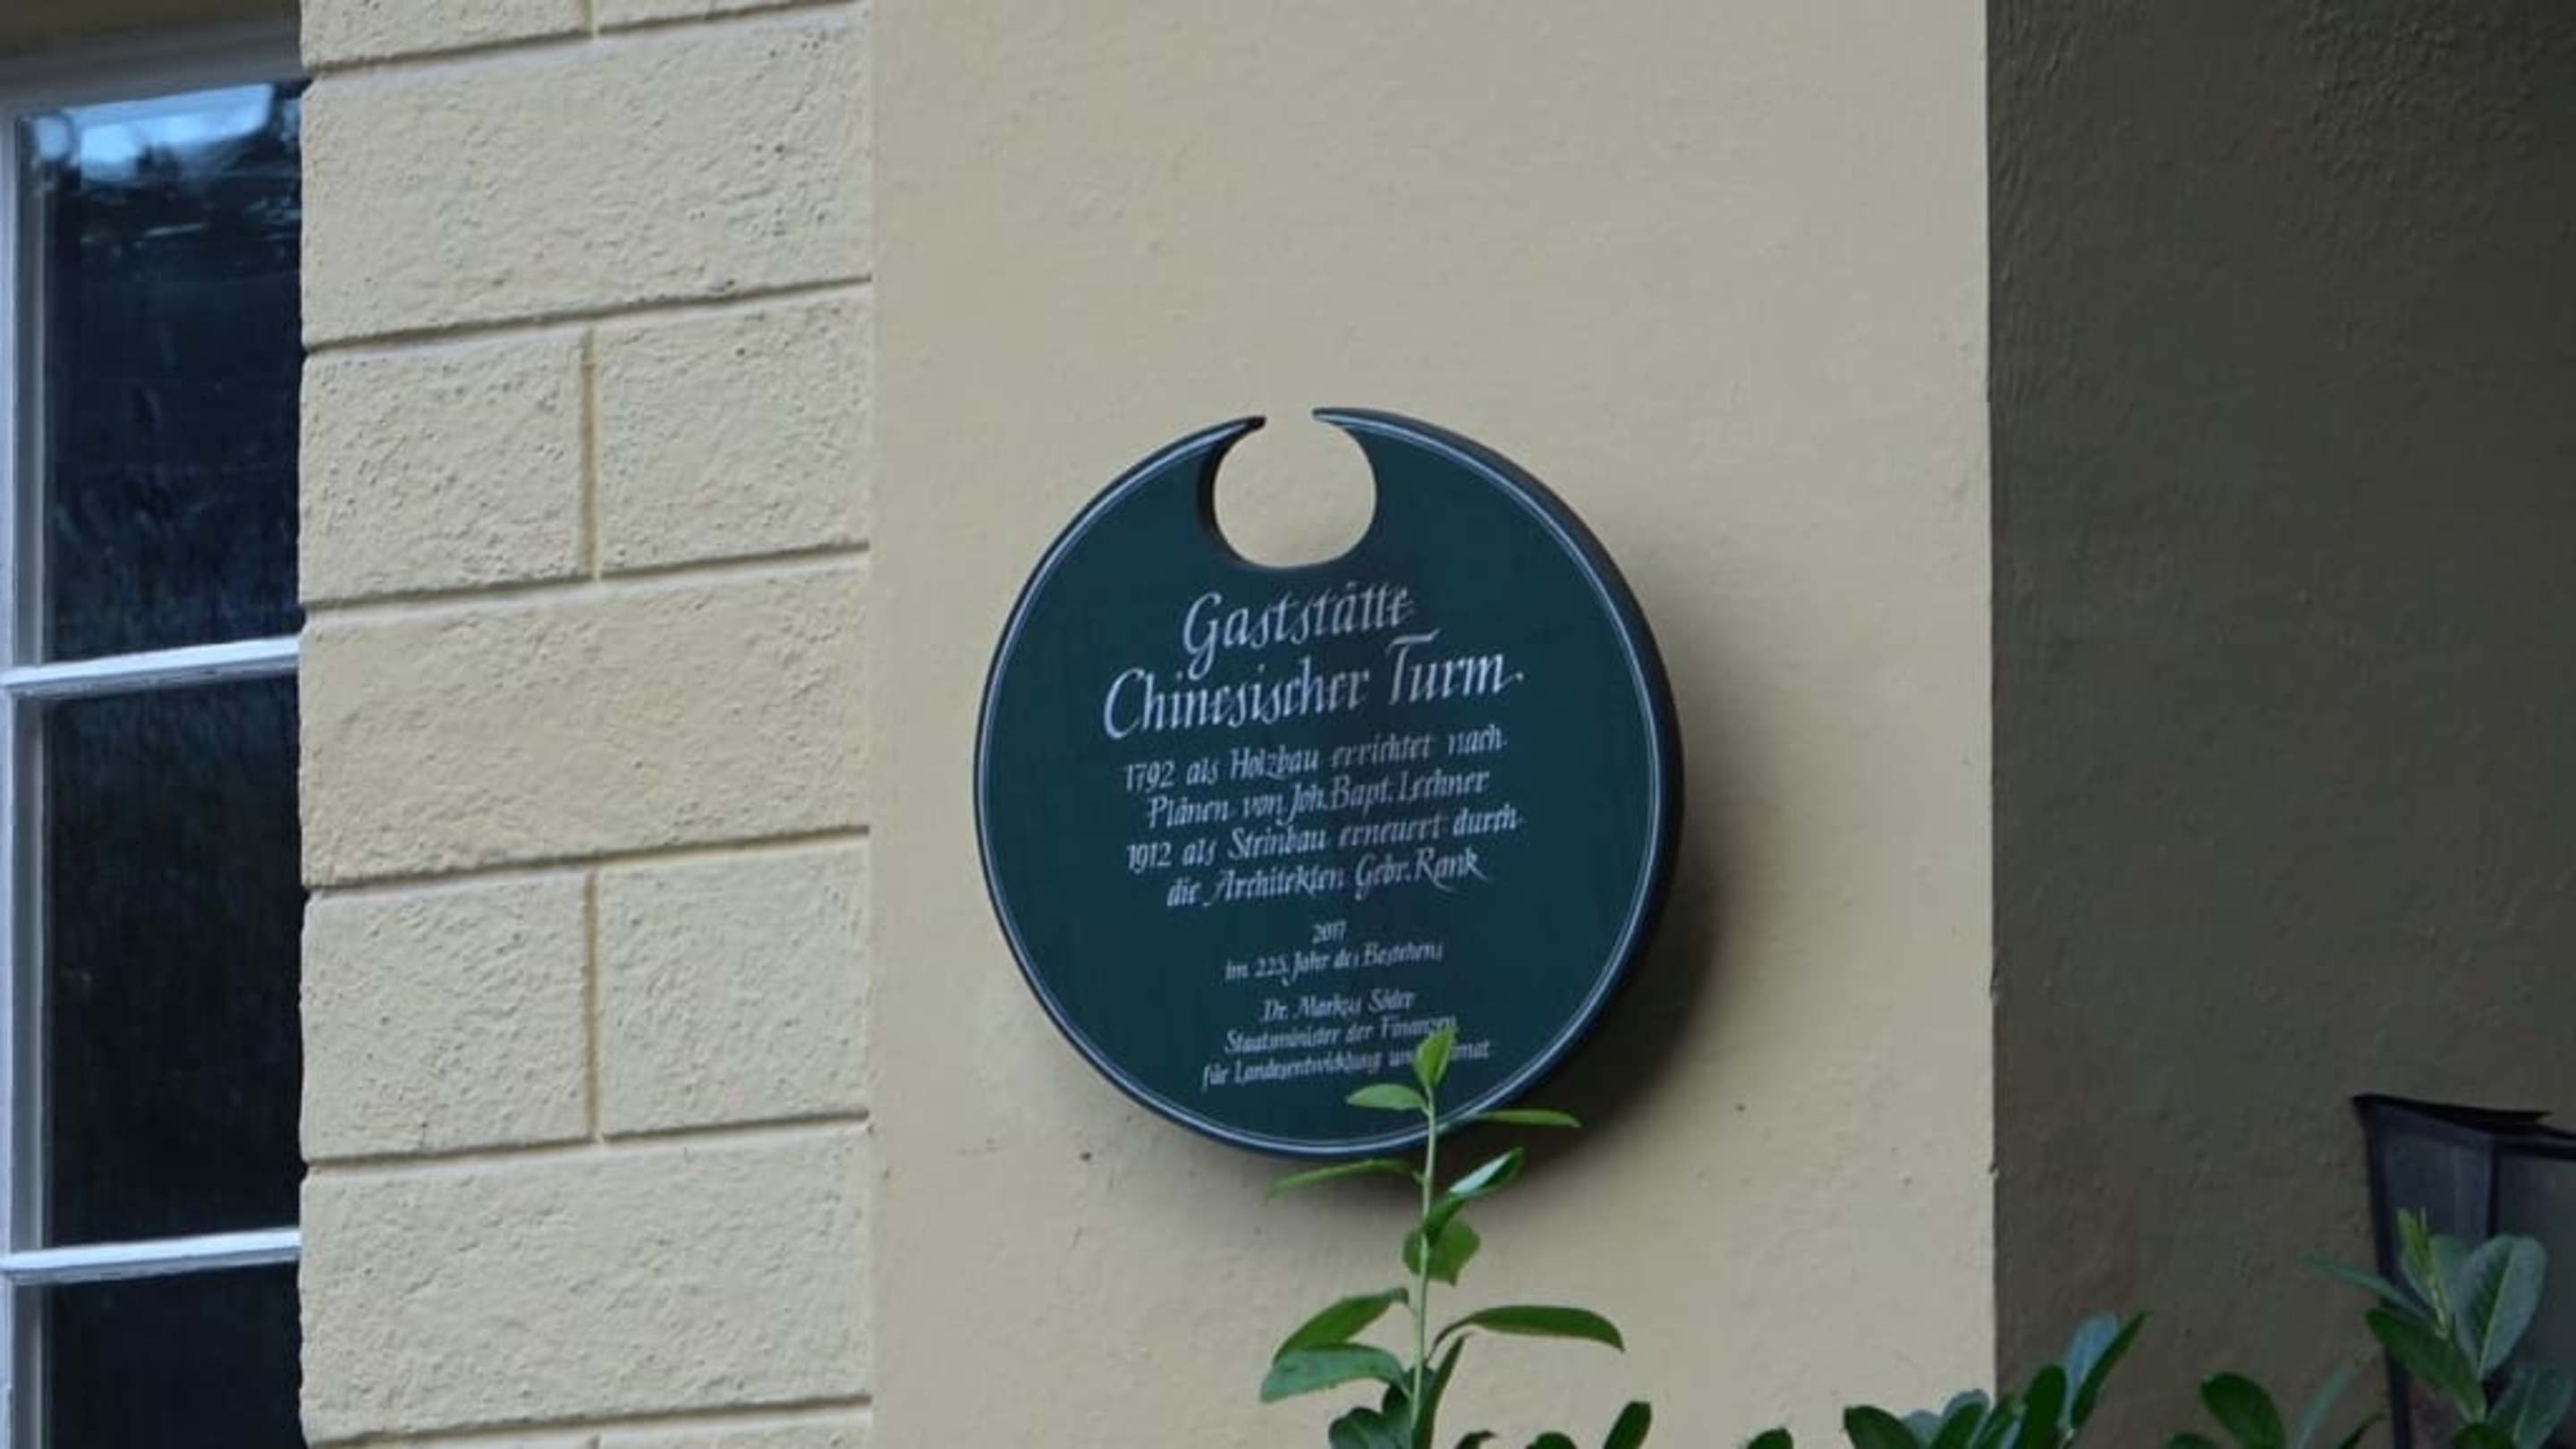 Gaststätte
Chinesischer Turm
1792 als Holzbau errichtet nach
Plänen von Joh. Bapt. Lechner
1912 als Steinbau erneuert durch
die Architekten Gebr. Rank
2017
im 225. Jahr des Bestehens
Dr. Markus Söder
Staatsminister der Finanzen
für Landesentwicklung und